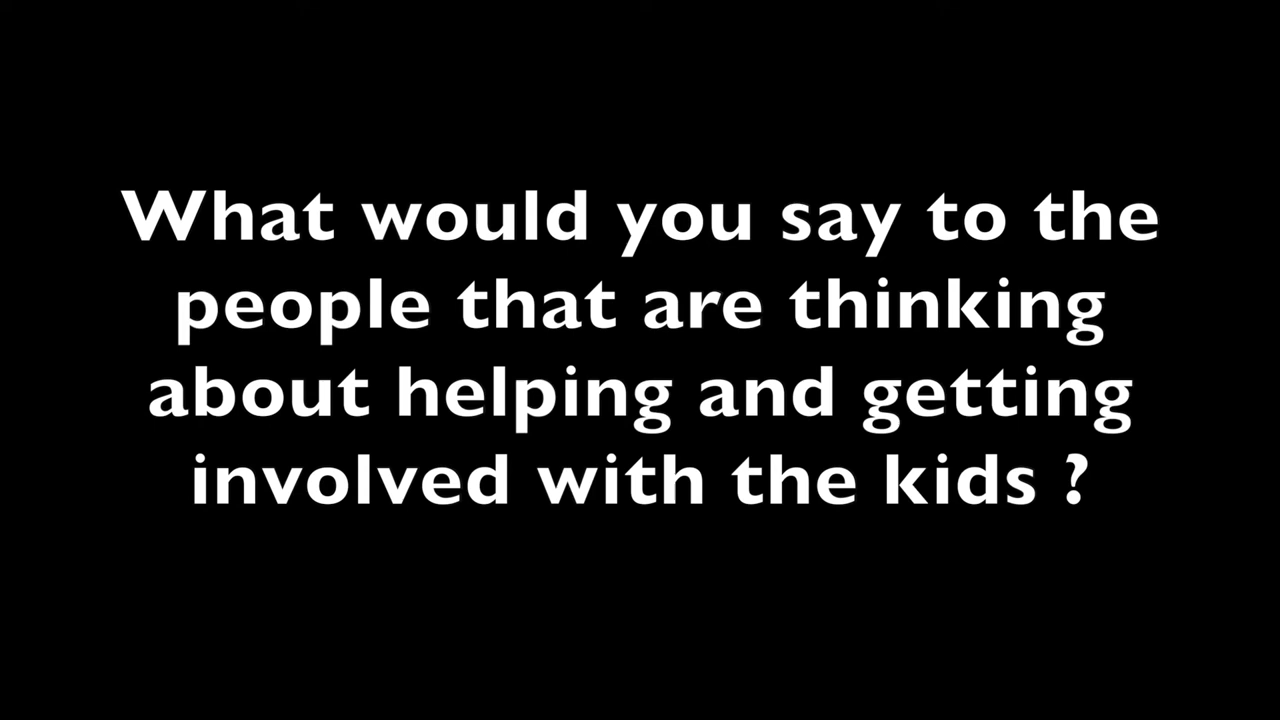 What would you say to the
people that are thinking
about helping and getting
involved with the kids ?